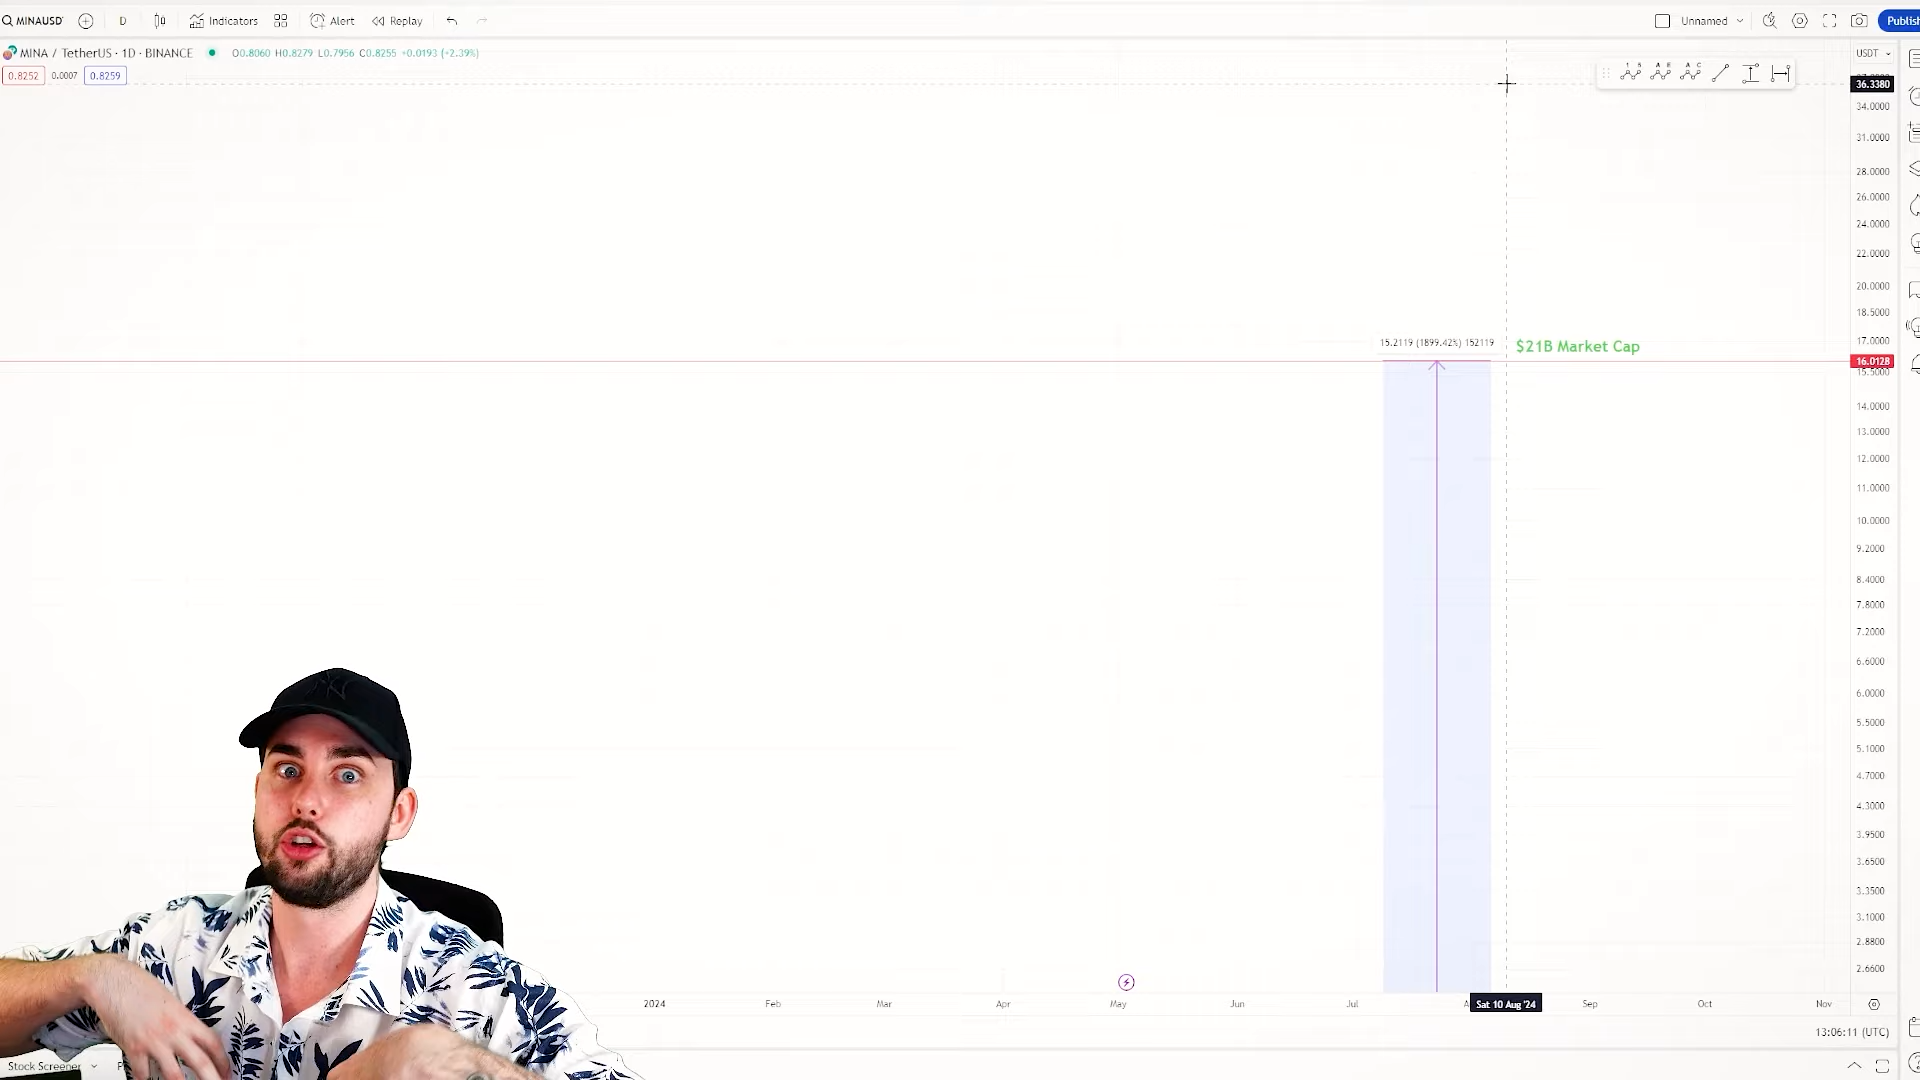 MINAUSD
D
Indicators
Alert
Replay
Unnamed
Publish
MINA / TetherUS · 1D · BINANCE
O0.8060 H0.8279 L0.7956 C0.8255 +0.0193 (+2.39%)
USDT
0.8252
0.0007
0.8259
36.3380
34.0000
31.0000
28.0000
26.0000
24.0000
22.0000
20.0000
18.5000
17.0000
15.2119 (1899.42%) 152119
$21B Market Cap
16.0128
15.5000
14.0000
13.0000
12.0000
11.0000
10.0000
9.2000
8.4000
7.8000
7.2000
6.6000
6.0000
5.5000
5.1000
4.7000
4.3000
3.9500
3.6500
3.3500
3.1000
2.8800
2.6600
2024
Feb
Mar
Apr
May
Jun
Jul
Sat 10 Aug '24
Sep
Oct
Nov
13:06:11 (UTC)
Stock Screener